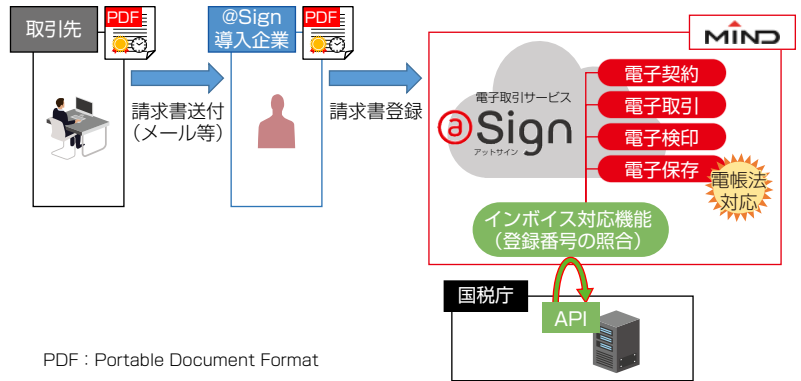 取引先
PDF
@Sign
導入企業
PDF
請求書送付
(メール等)
請求書登録
MIND
電子取引サービス
@Sign
アットサイン
電子契約
電子取引
電子検印
電子保存
電帳法
対応
インボイス対応機能
(登録番号の照合)
国税庁
API
PDF:Portable Document Format